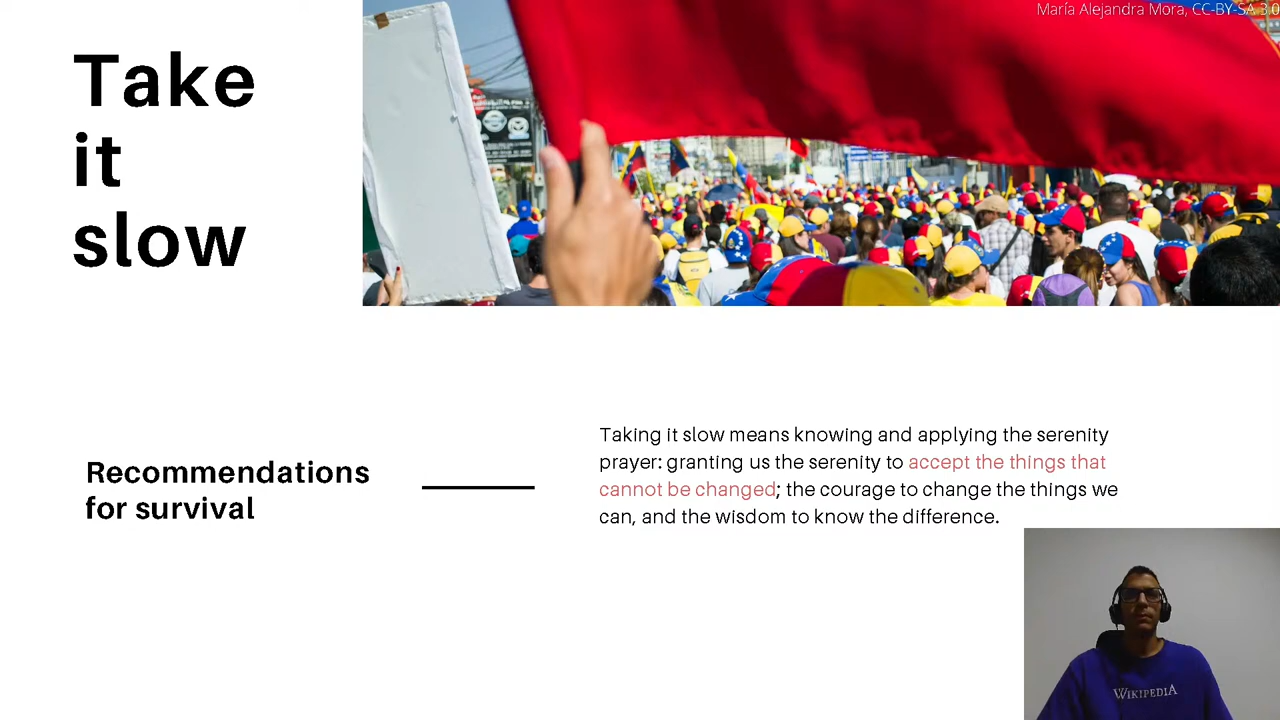 María Alejandra Mora, CC-BY-SA 3.0
Take
it
slow
Recommendations
for survival
Taking it slow means knowing and applying the serenity
prayer: granting us the serenity to accept the things that
cannot be changed; the courage to change the things we
can, and the wisdom to know the difference.
WIKIPEDIA